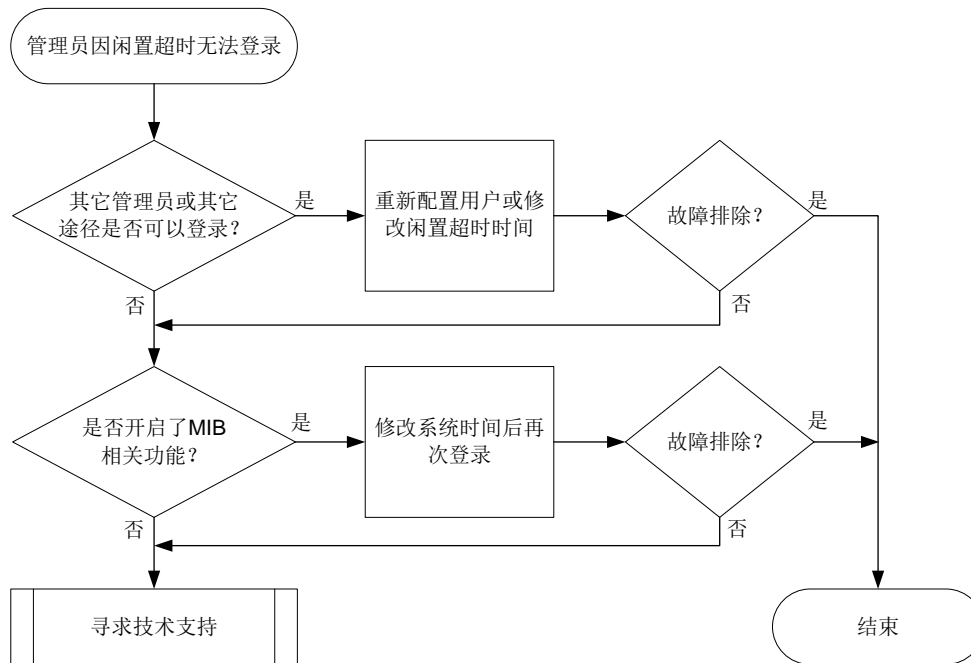 管理员因闲置超时无法登录
其它管理员或其它
途径是否可以登录？
是
重新配置用户或修
改闲置超时时间
故障排除？
是
否
否
是否开启了MIB
相关功能？
是
修改系统时间后再
次登录
故障排除？
是
否
否
寻求技术支持
结束